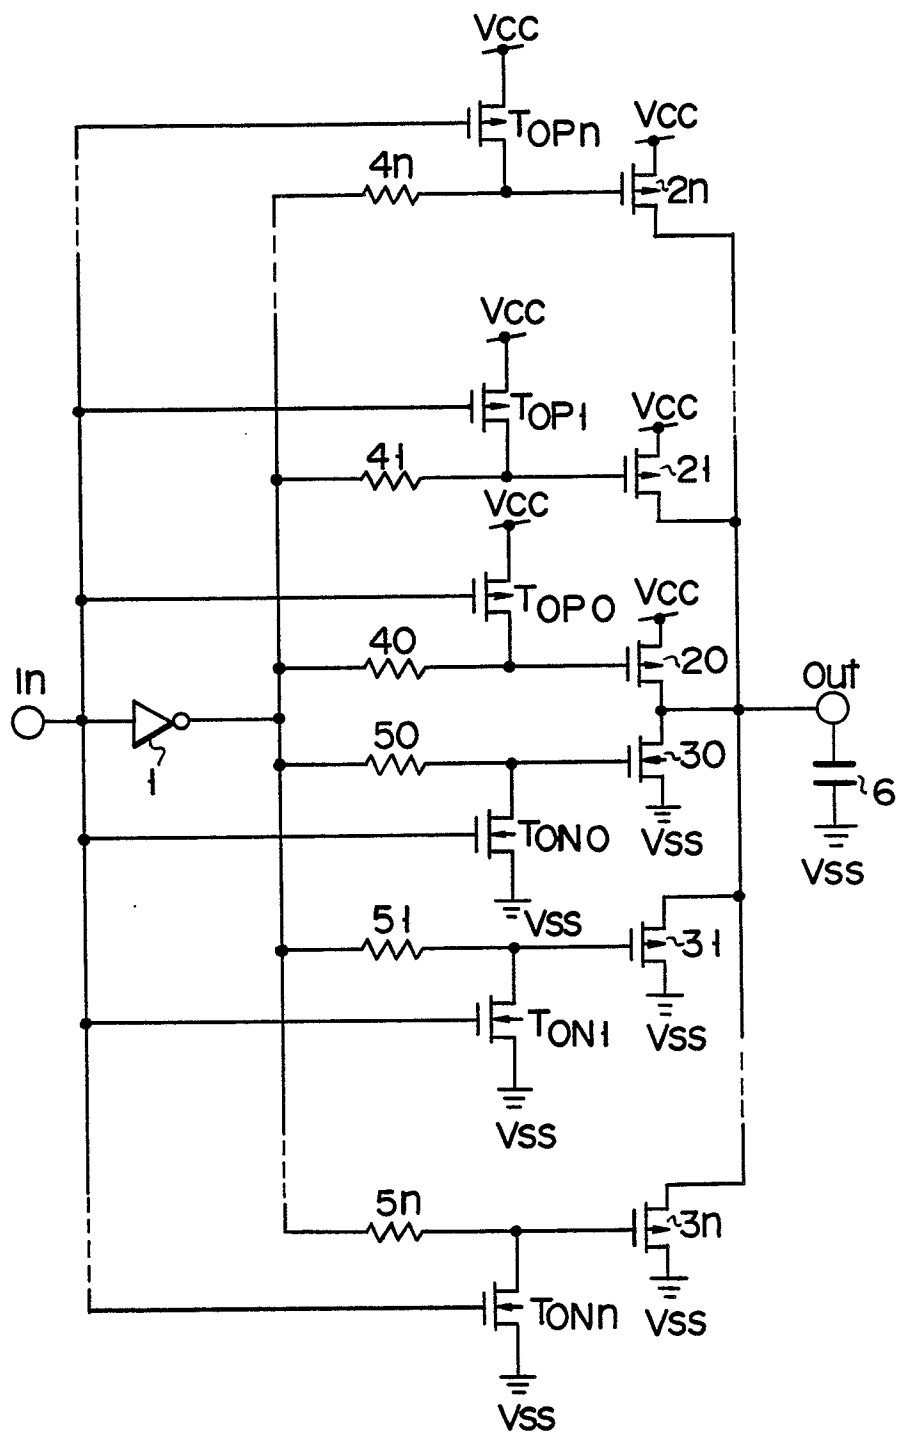 Vcc
TOPn
Vcc
4n
2n
Vcc
TOP1
Vcc
41
21
Vcc
TOP0
Vcc
40
20
In
Out
50
30
1
6
Vss
TON0
Vss
Vss
51
31
TON1
Vss
Vss
5n
3n
TONn
Vss
Vss